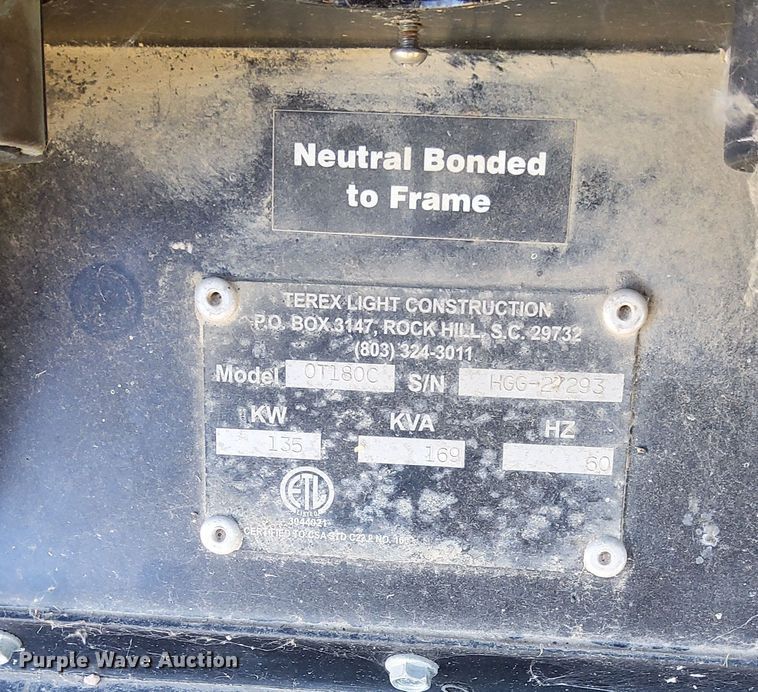 Neutral Bonded
to Frame
TEREX LIGHT CONSTRUCTION
P.O. BOX 3147, ROCK HILL, S.C. 29732
(803) 324-3011
Model OT180C S/N HGG-27293
KW KVA HZ
135 169 60
ETL
LISTED
3044021
CERTIFIED TO CSA STD C22.2 NO.
Purple Wave Auction